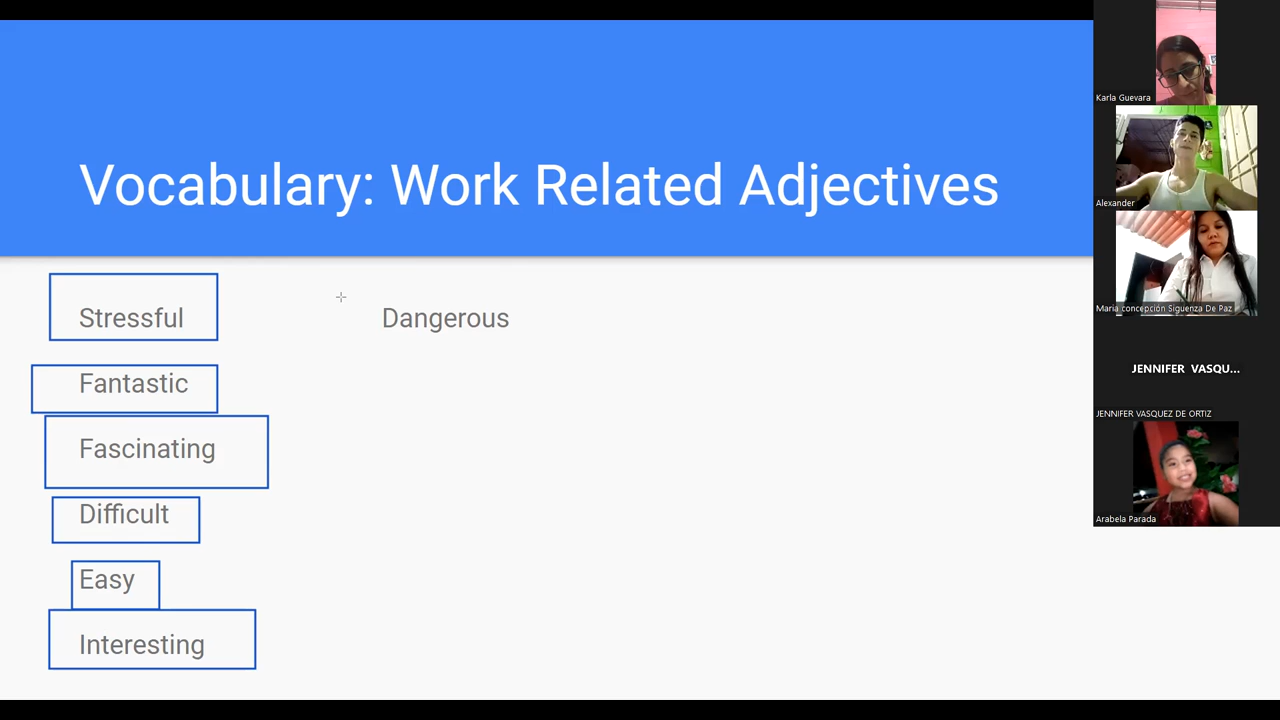 Vocabulary: Work Related Adjectives
Stressful
Fantastic
Fascinating
Difficult
Easy
Interesting
Dangerous
Karla Guevara
Alexander
Maria concepción Siguenza De Paz
JENNIFER VASQU...
JENNIFER VASQUEZ DE ORTIZ
Arabela Parada